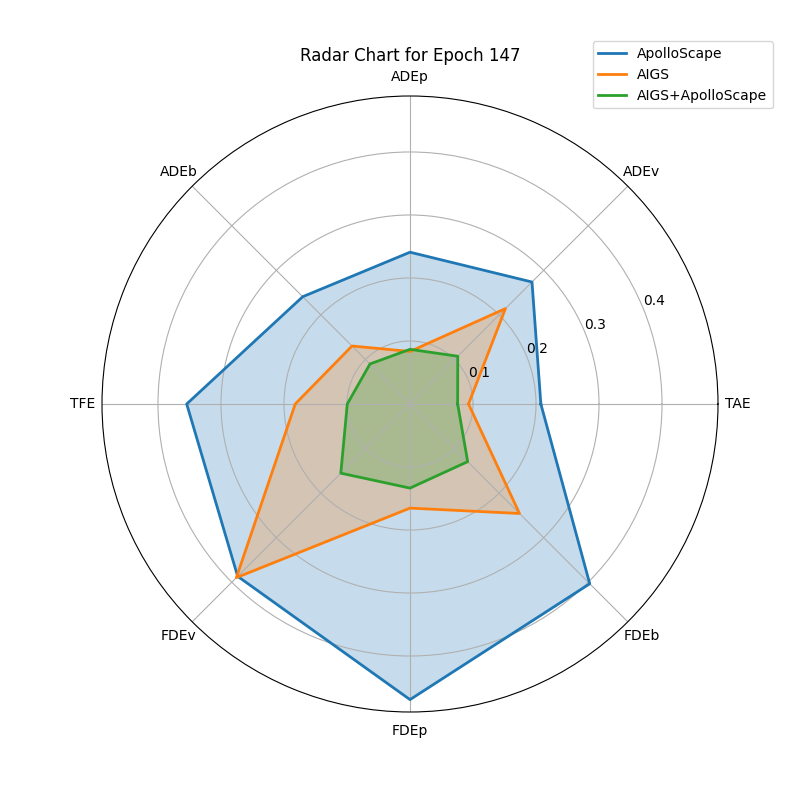 Radar Chart for Epoch 147
ApolloScape
AIGS
AIGS+ApolloScape
ADEp
ADEb
ADEv
0.4
0.3
0.2
0.1
TFE
TAE
FDEv
FDEb
FDEp